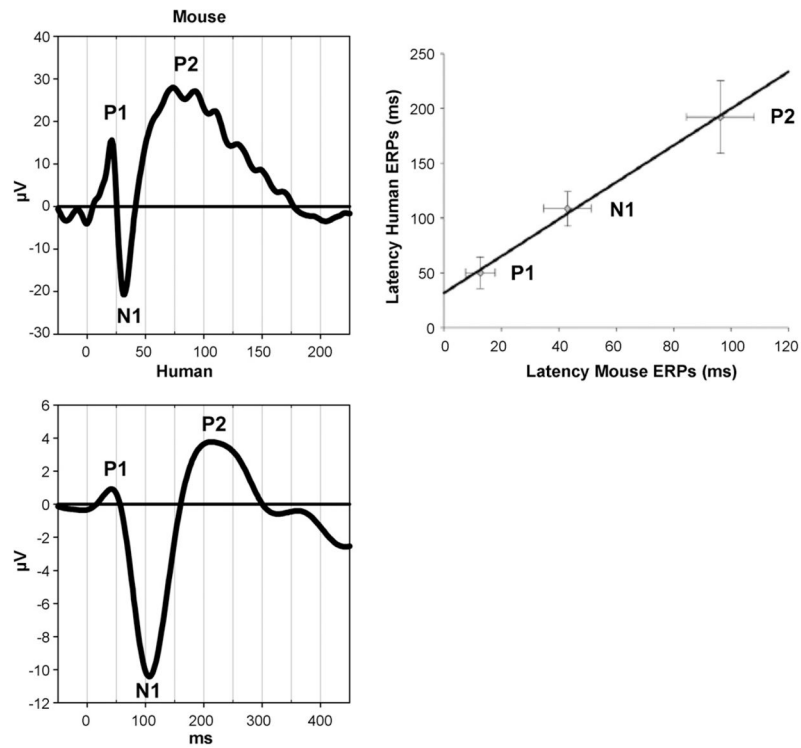 Mouse
40
30
20
10
0
-10
-20
-30
µV
P1
P2
N1
0 50 100 150 200
Human
6
4
2
0
-2
-4
-6
-8
-10
-12
µV
P1
P2
N1
0 100 200 300 400
ms
250
200
150
100
50
0
Latency Human ERPs (ms)
P2
N1
P1
0 20 40 60 80 100 120
Latency Mouse ERPs (ms)